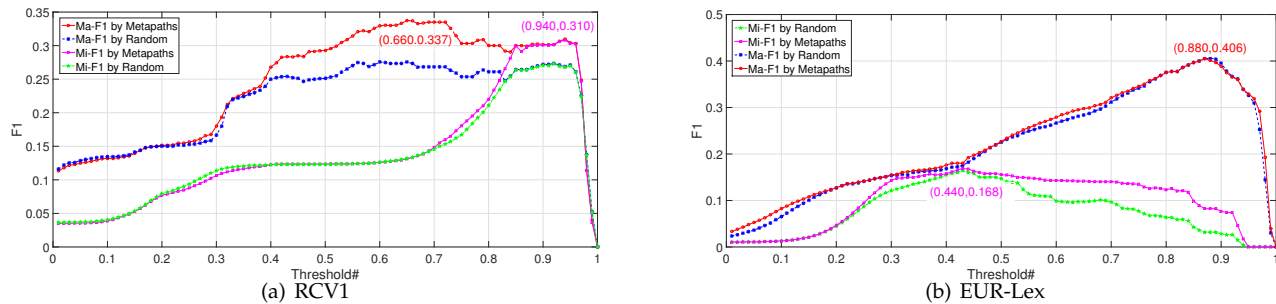 Ma-F1 by Metapaths
Ma-F1 by Random
Mi-F1 by Metapaths
Mi-F1 by Random
(0.660.0.337)
(0.940,0.310)
0.35
0.3
0.25
0.2
0.15
0.1
0.05
0
F1
0 0.1 0.2 0.3 0.4 0.5 0.6 0.7 0.8 0.9 1
Threshold#
(a) RCV1
Mi-F1 by Random
Mi-F1 by Metapaths
Ma-F1 by Random
Ma-F1 by Metapaths
(0.880,0.406)
(0.440,0.168)
0.5
0.4
0.3
0.2
0.1
0
F1
0 0.1 0.2 0.3 0.4 0.5 0.6 0.7 0.8 0.9 1
Threshold#
(b) EUR-Lex